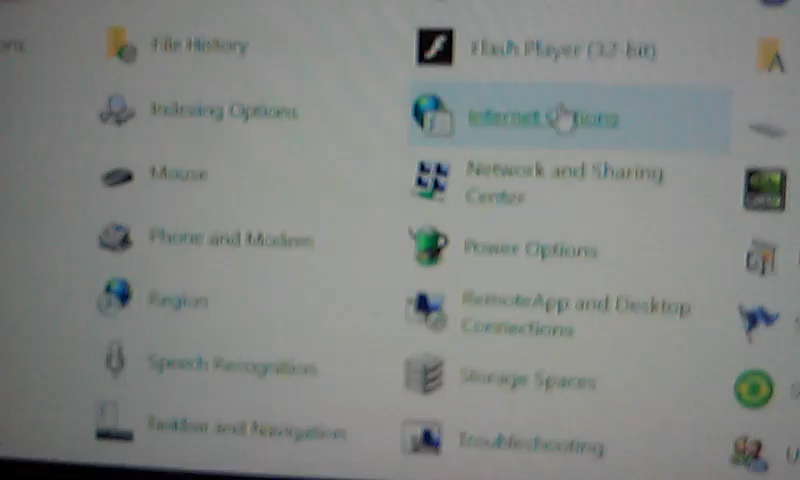 File History
Indexing Options
Mouse
Phone and Modem
Region
Speech Recognition
Taskbar and Navigation
Flash Player (32-bit)
Internet Options
Network and Sharing
Center
Power Options
RemoteApp and Desktop
Connections
Storage Spaces
Troubleshooting